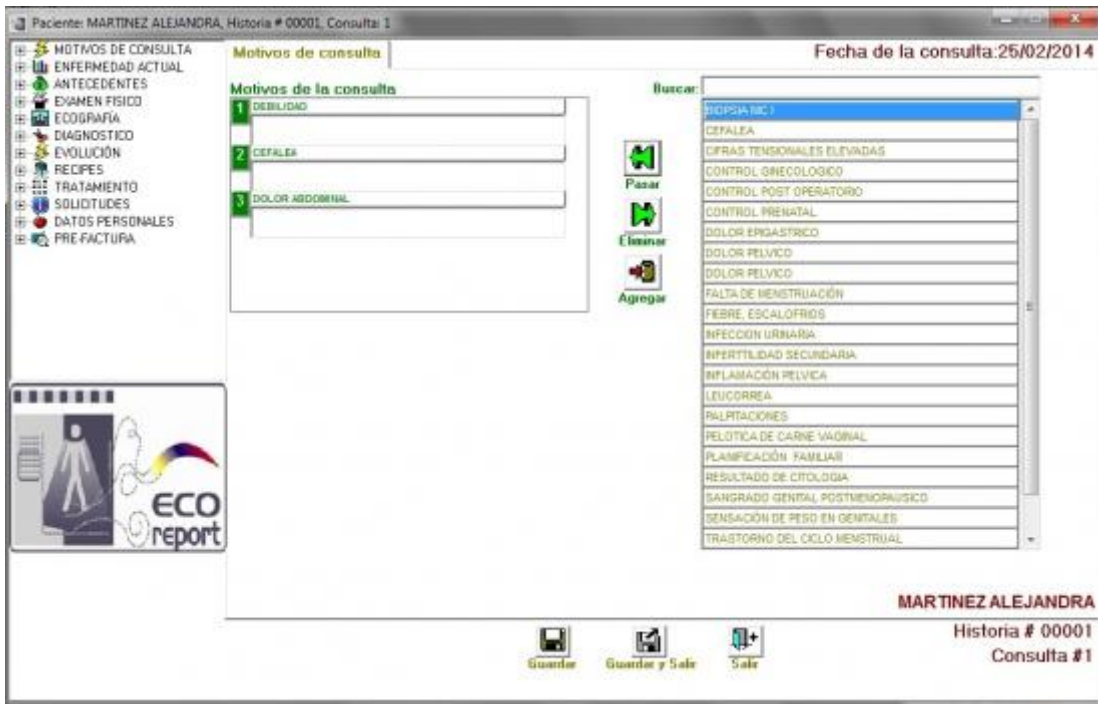 Paciente: MARTINEZ ALEJANDRA, Historia # 00001, Consulta: 1
MOTIVOS DE CONSULTA
ENFERMEDAD ACTUAL
ANTECEDENTES
EXAMEN FISICO
ECOGRAFÍA
DIAGNOSTICO
EVOLUCIÓN
RECIPES
TRATAMIENTO
SOLICITUDES
DATOS PERSONALES
PRE-FACTURA
ECO
report
Motivos de consulta
Fecha de la consulta:25/02/2014
Motivos de la consulta
1 DEBILIDAD
2 CEFALEA
3 DOLOR ABDOMINAL
Pasar
Eliminar
Agregar
Buscar:
BIOPSIA NIC I
CEFALEA
CIFRAS TENSIONALES ELEVADAS
CONTROL GINECOLOGICO
CONTROL POST OPERATORIO
CONTROL PRENATAL
DOLOR EPIGASTRICO
DOLOR PELVICO
DOLOR PELVICO
FALTA DE MENSTRUACIÓN
FIEBRE, ESCALOFRIOS
INFECCION URINARIA
INFERTTILIDAD SECUNDARIA
INFLAMACIÓN PELVICA
LEUCORREA
PALPITACIONES
PELOTICA DE CARNE VAGINAL
PLANIFICACIÓN FAMILIAR
RESULTADO DE CITOLOGIA
SANGRADO GENITAL POSTMENOPAUSICO
SENSACIÓN DE PESO EN GENITALES
TRASTORNO DEL CICLO MENSTRUAL
MARTINEZ ALEJANDRA
Historia # 00001
Consulta #1
Guardar
Guardar y Salir
Salir